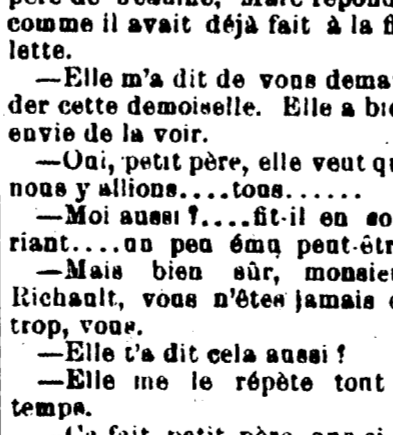 comme il avait déjà fait à la
lette.
—Elle m'a dit de vous dema
der cette demoiselle. Elle a bi
envie de la voir.
—Oui, petit père, elle veut q
nous y allions....tous......
—Moi aussi ?....fit-il en so
riant....un peu ému peut-êtr
—Mais bien sûr, monsie
Richault, vous n'êtes jamais
trop, vous.
—Elle t'a dit cela aussi ?
—Elle me le répète tout
temps.